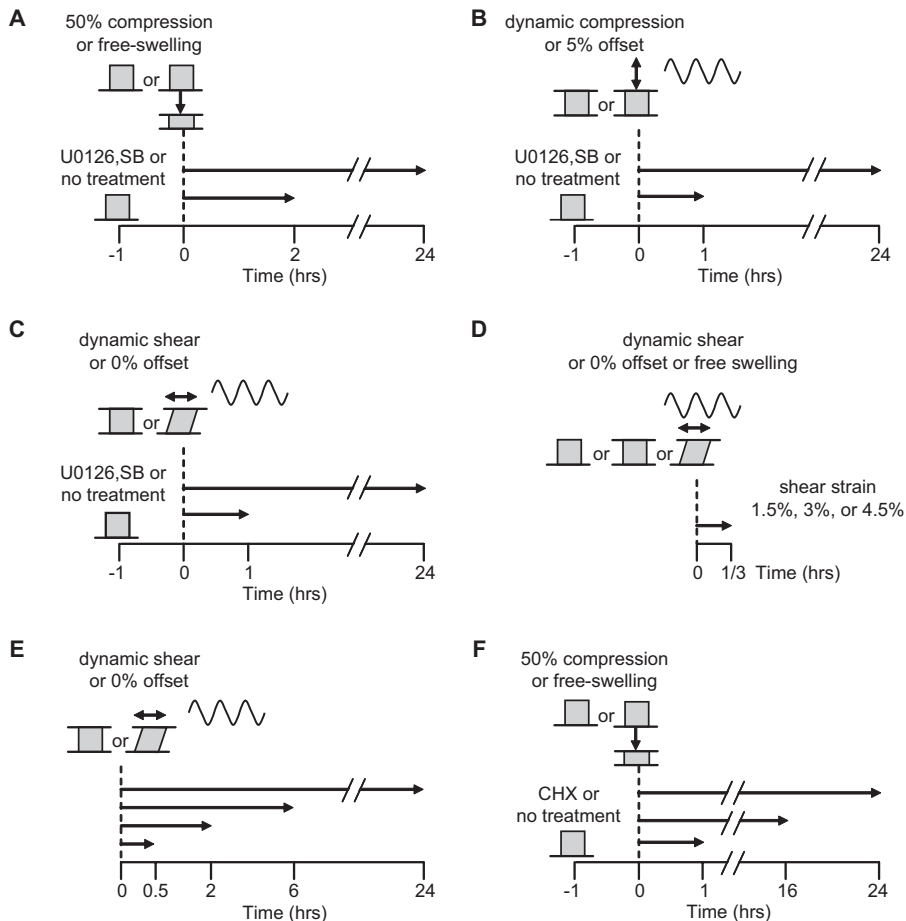 A
50% compression
or free-swelling
or
U0126,SB or
no treatment
-1 0 2 24
Time (hrs)
B
dynamic compression
or 5% offset
or
U0126,SB or
no treatment
-1 0 1 24
Time (hrs)
C
dynamic shear
or 0% offset
or
U0126,SB or
no treatment
-1 0 1 24
Time (hrs)
D
dynamic shear
or 0% offset or free swelling
or or
shear strain
1.5%, 3%, or 4.5%
0 1/3 Time (hrs)
E
dynamic shear
or 0% offset
or
0 0.5 2 6 24
Time (hrs)
F
50% compression
or free-swelling
or
CHX or
no treatment
-1 0 1 16 24
Time (hrs)